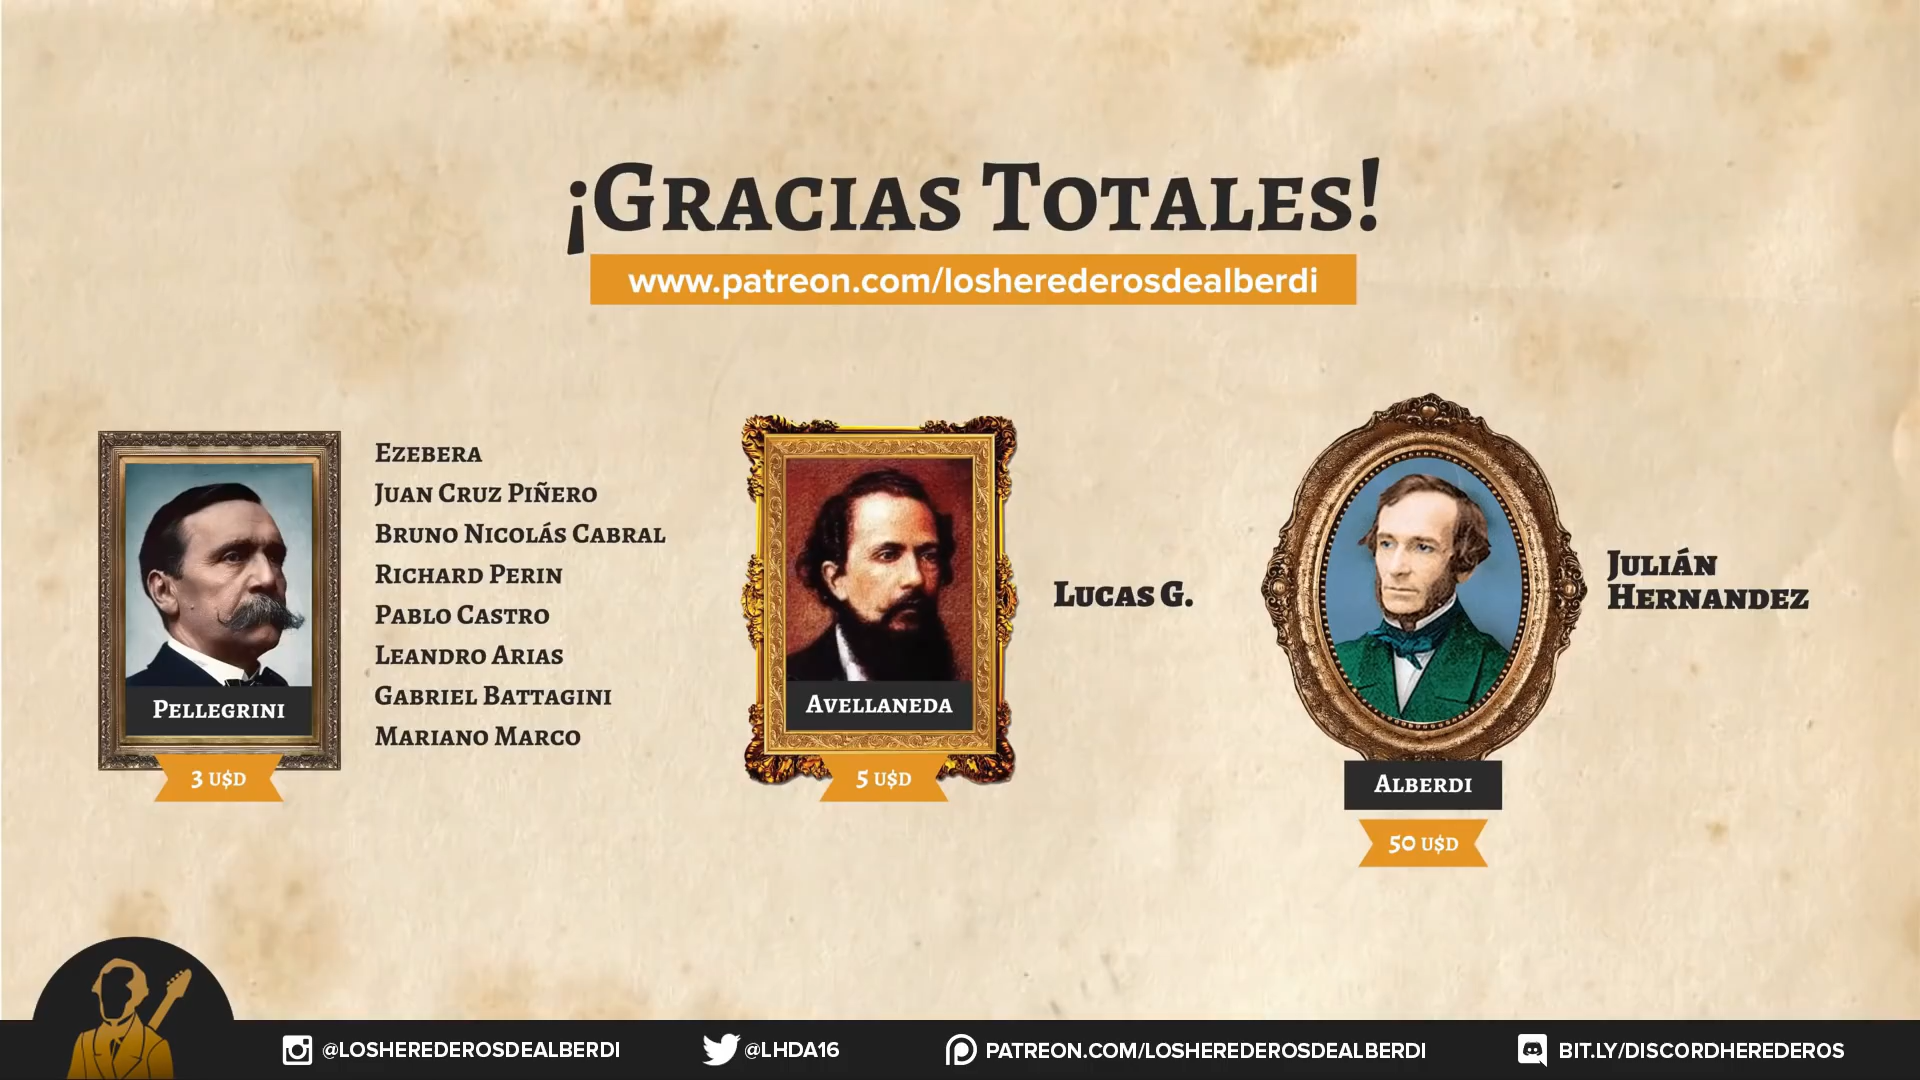 ¡Gracias Totales!
www.patreon.com/losherederosdealberdi
Pellegrini
3 U$D
Ezebera
Juan Cruz Piñero
Bruno Nicolás Cabral
Richard Perin
Pablo Castro
Leandro Arias
Gabriel Battagini
Mariano Marco
Avellaneda
5 U$D
Lucas G.
Alberdi
50 U$D
Julián
Hernandez
@LOSHEREDEROSDEALBERDI
@LHDA16
PATREON.COM/LOSHEREDEROSDEALBERDI
BIT.LY/DISCORDHEREDEROS